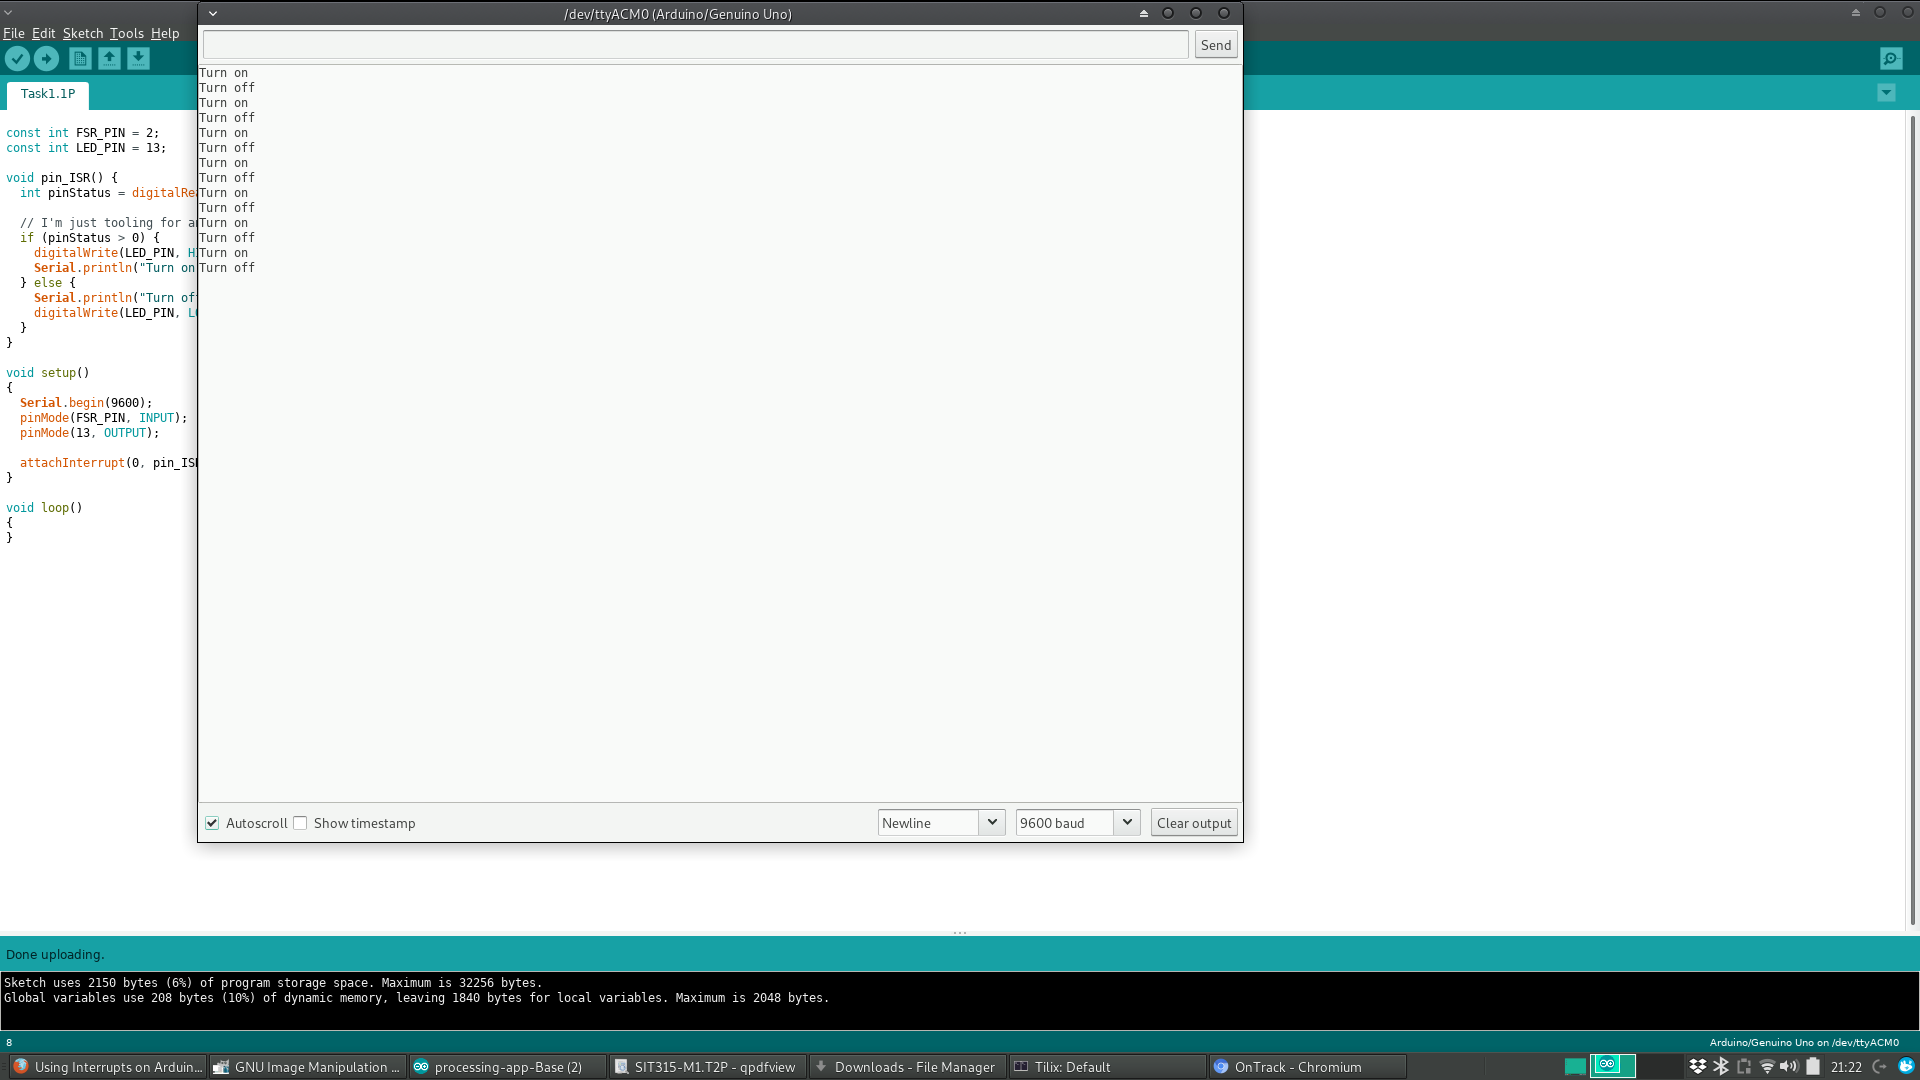 /dev/ttyACM0 (Arduino/Genuino Uno)
File Edit Sketch Tools Help
Send
Task1.1P
const int FSR_PIN = 2;
const int LED_PIN = 13;
void pin_ISR() {
int pinStatus = digitalRe
// I'm just tooling for a
if (pinStatus > 0) {
digitalWrite(LED_PIN, H
Serial.println("Turn on
} else {
Serial.println("Turn of
digitalWrite(LED_PIN, L
}
}
void setup()
{
Serial.begin(9600);
pinMode(FSR_PIN, INPUT);
pinMode(13, OUTPUT);
attachInterrupt(0, pin_IS
}
void loop()
{
}
Turn on
Turn off
Turn on
Turn off
Turn on
Turn off
Turn on
Turn off
Turn on
Turn off
Turn on
Turn off
Turn on
Turn off
Autoscroll Show timestamp Newline 9600 baud Clear output
Done uploading.
Sketch uses 2150 bytes (6%) of program storage space. Maximum is 32256 bytes.
Global variables use 208 bytes (10%) of dynamic memory, leaving 1840 bytes for local variables. Maximum is 2048 bytes.
8 Arduino/Genuino Uno on /dev/ttyACM0
Using Interrupts on Arduin... GNU Image Manipulation ... processing-app-Base (2) SIT315-M1.T2P - qpdfview Downloads - File Manager Tilix: Default OnTrack - Chromium 21:22